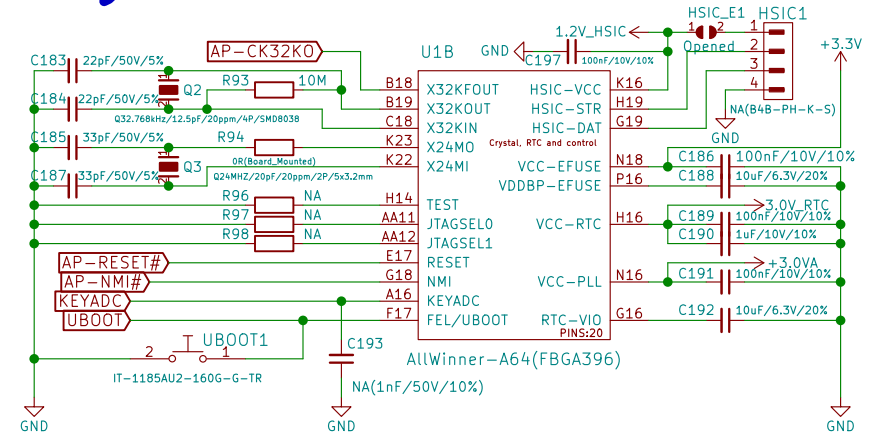 HSIC_E1 HSIC1
1.2V_HSIC 1 2 1
C183 22pF/50V/5% AP-CK32KO U1B GND C197 100nF/10V/10% Opened 2 +3.3V
3
Q2 R93 10M B18 X32KFOUT HSIC-VCC K16 4
C184 22pF/50V/5% B19 X32KOUT HSIC-STR H19 NA(B4B-PH-K-S)
Q32.768kHz/12.5pF/20ppm/4P/SMD8038 C18 X32KIN HSIC-DAT G19 GND
C185 33pF/50V/5% R94 K23 X24MO Crystal, RTC and control
Q3 0R(Board_Mounted) K22 X24MI VCC-EFUSE N18 C186 100nF/10V/10%
C187 33pF/50V/5% Q24MHZ/20pF/20ppm/2P/5x3.2mm VDDBP-EFUSE P16 C188 10uF/6.3V/20%
R96 NA H14 TEST 3.0V_RTC
R97 NA AA11 JTAGSEL0 VCC-RTC H16 C189 100nF/10V/10%
R98 NA AA12 JTAGSEL1 C190 1uF/10V/10%
AP-RESET# E17 RESET +3.0VA
AP-NMI# G18 NMI VCC-PLL N16 C191 100nF/10V/10%
KEYADC A16 KEYADC
UBOOT F17 FEL/UBOOT RTC-VIO G16 C192 10uF/6.3V/20%
PINS:20
2 1 UBOOT1 C193 AllWinner-A64(FBGA396)
IT-1185AU2-160G-G-TR NA(1nF/50V/10%)
GND GND GND